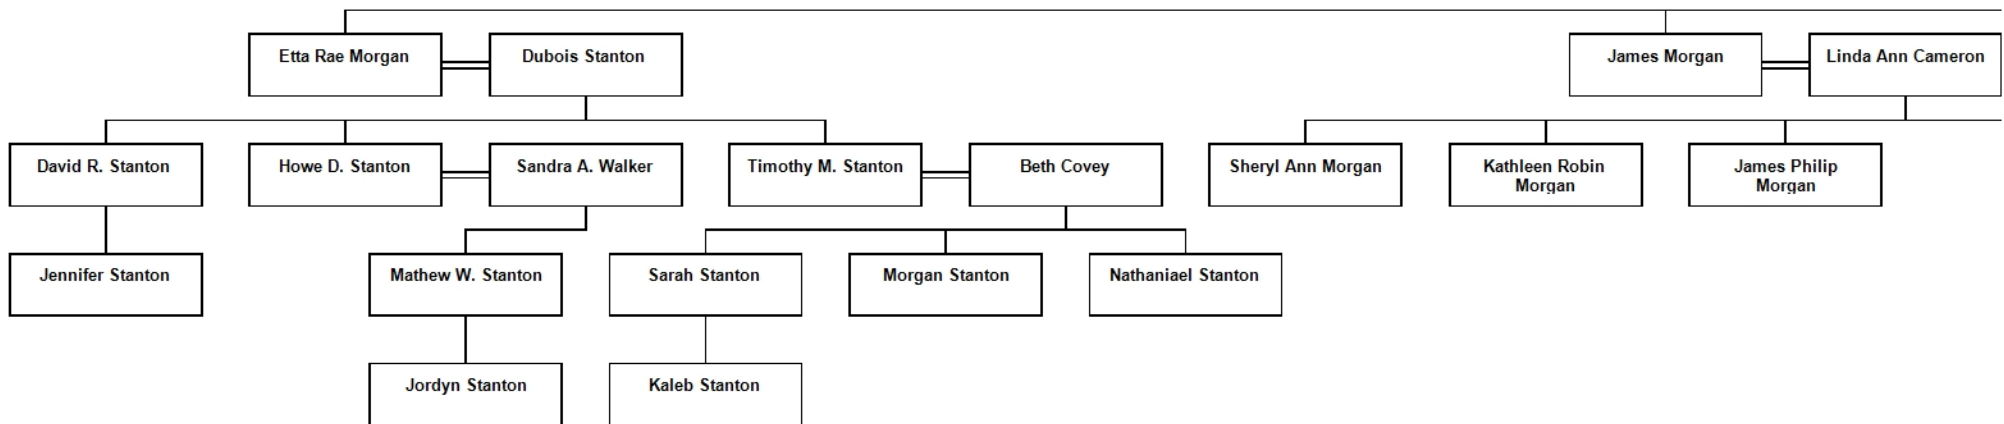 Etta Rae Morgan
Dubois Stanton
James Morgan
Linda Ann Cameron
David R. Stanton
Howe D. Stanton
Sandra A. Walker
Timothy M. Stanton
Beth Covey
Sheryl Ann Morgan
Kathleen Robin
Morgan
James Philip
Morgan
Jennifer Stanton
Mathew W. Stanton
Sarah Stanton
Morgan Stanton
Nathaniael Stanton
Jordyn Stanton
Kaleb Stanton